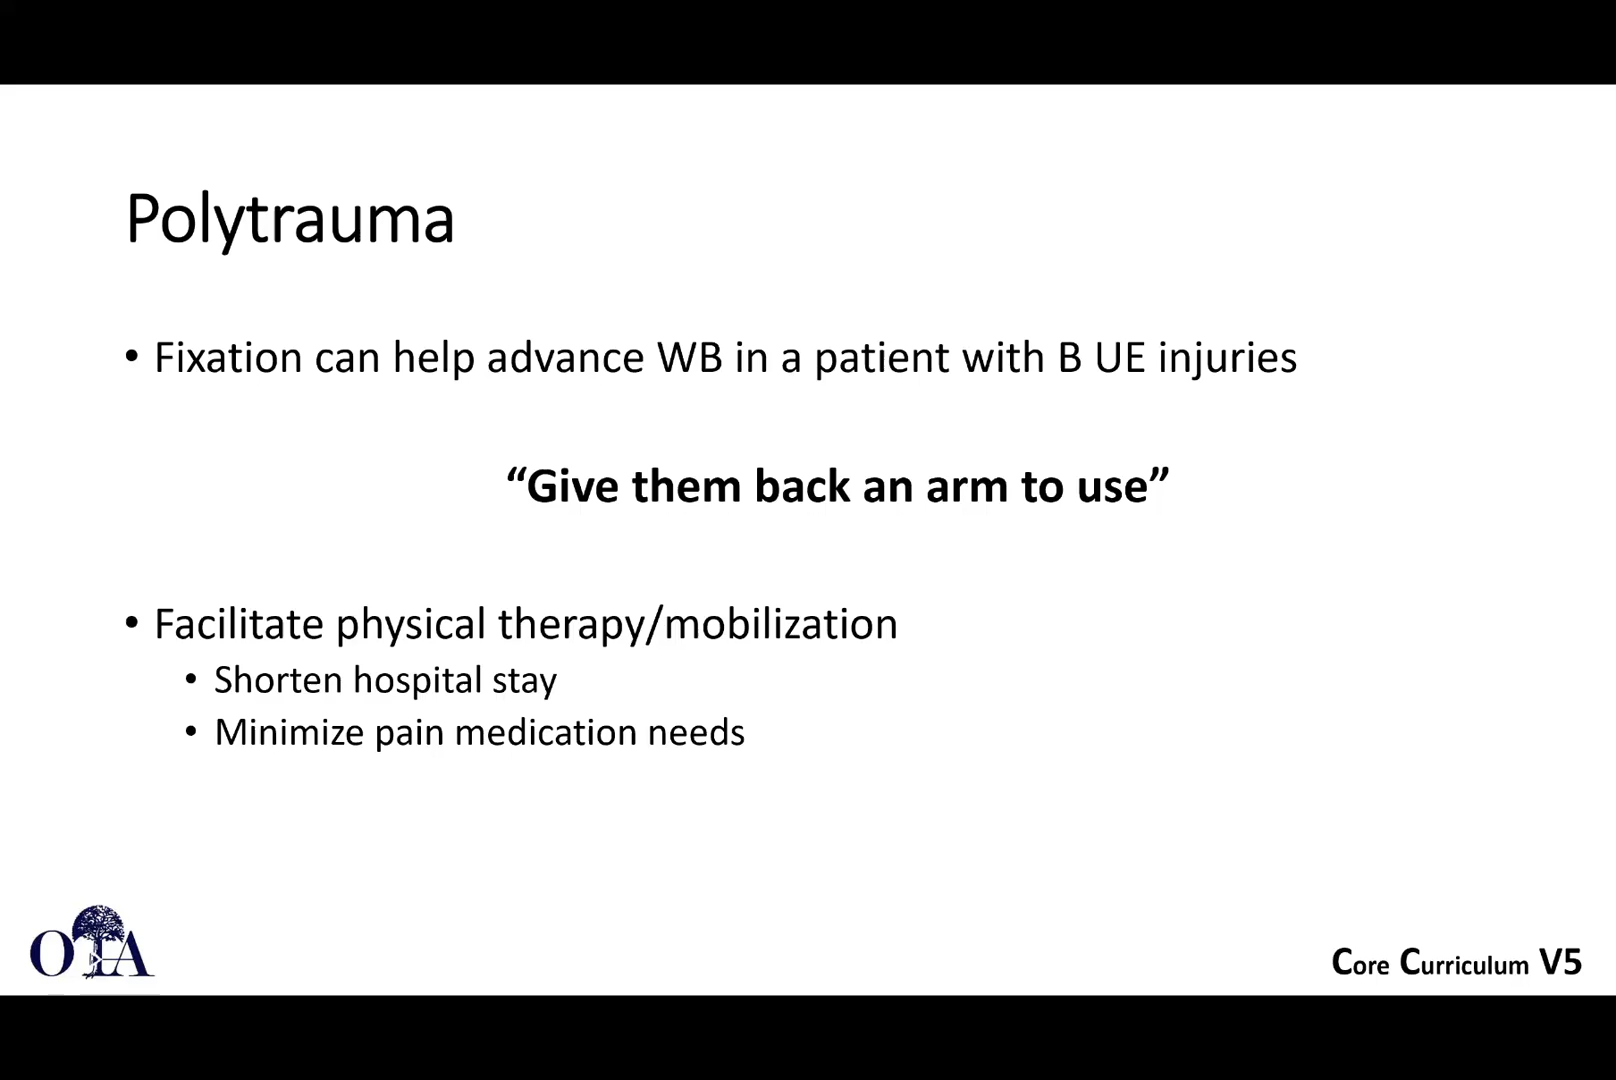 Polytrauma
• Fixation can help advance WB in a patient with B UE injuries
“Give them back an arm to use”
• Facilitate physical therapy/mobilization
• Shorten hospital stay
• Minimize pain medication needs
OTA
Core Curriculum V5